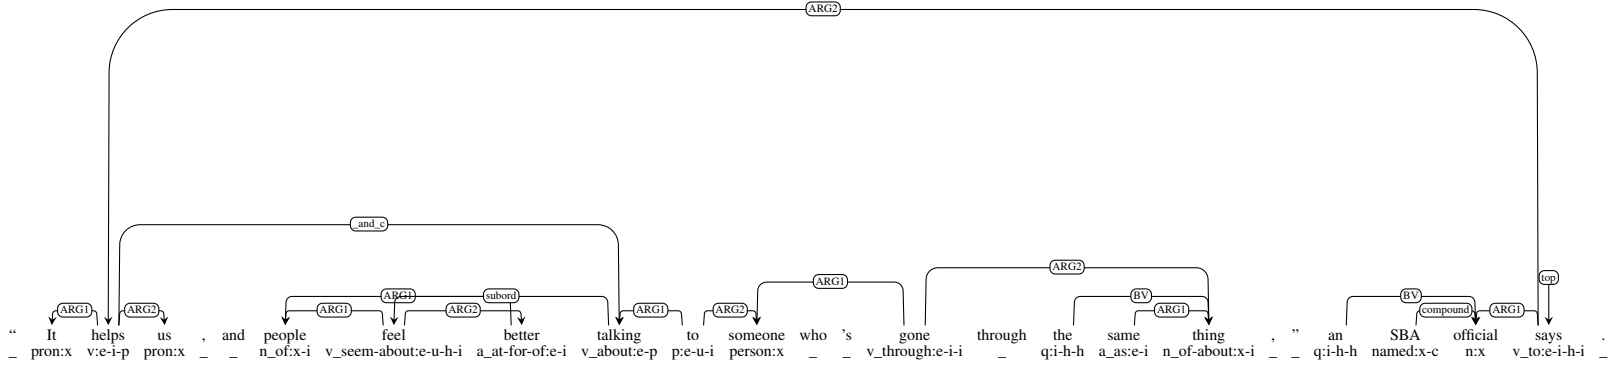 ARG2
_and_c
top
ARG2
ARG1
ARG1 subord BV BV
ARG1 ARG2 ARG1 ARG2 ARG1 ARG2 ARG1 compound ARG1
“ It helps us , and people feel better talking to someone who ’s gone through the same thing , ” an SBA official says .
_ pron:x v:e-i-p pron:x _ _ n_of:x-i v_seem-about:e-u-h-i a_at-for-of:e-i v_about:e-p p:e-u-i person:x _ _ v_through:e-i-i _ q:i-h-h a_as:e-i n_of-about:x-i _ _ q:i-h-h named:x-c n:x v_to:e-i-h-i _